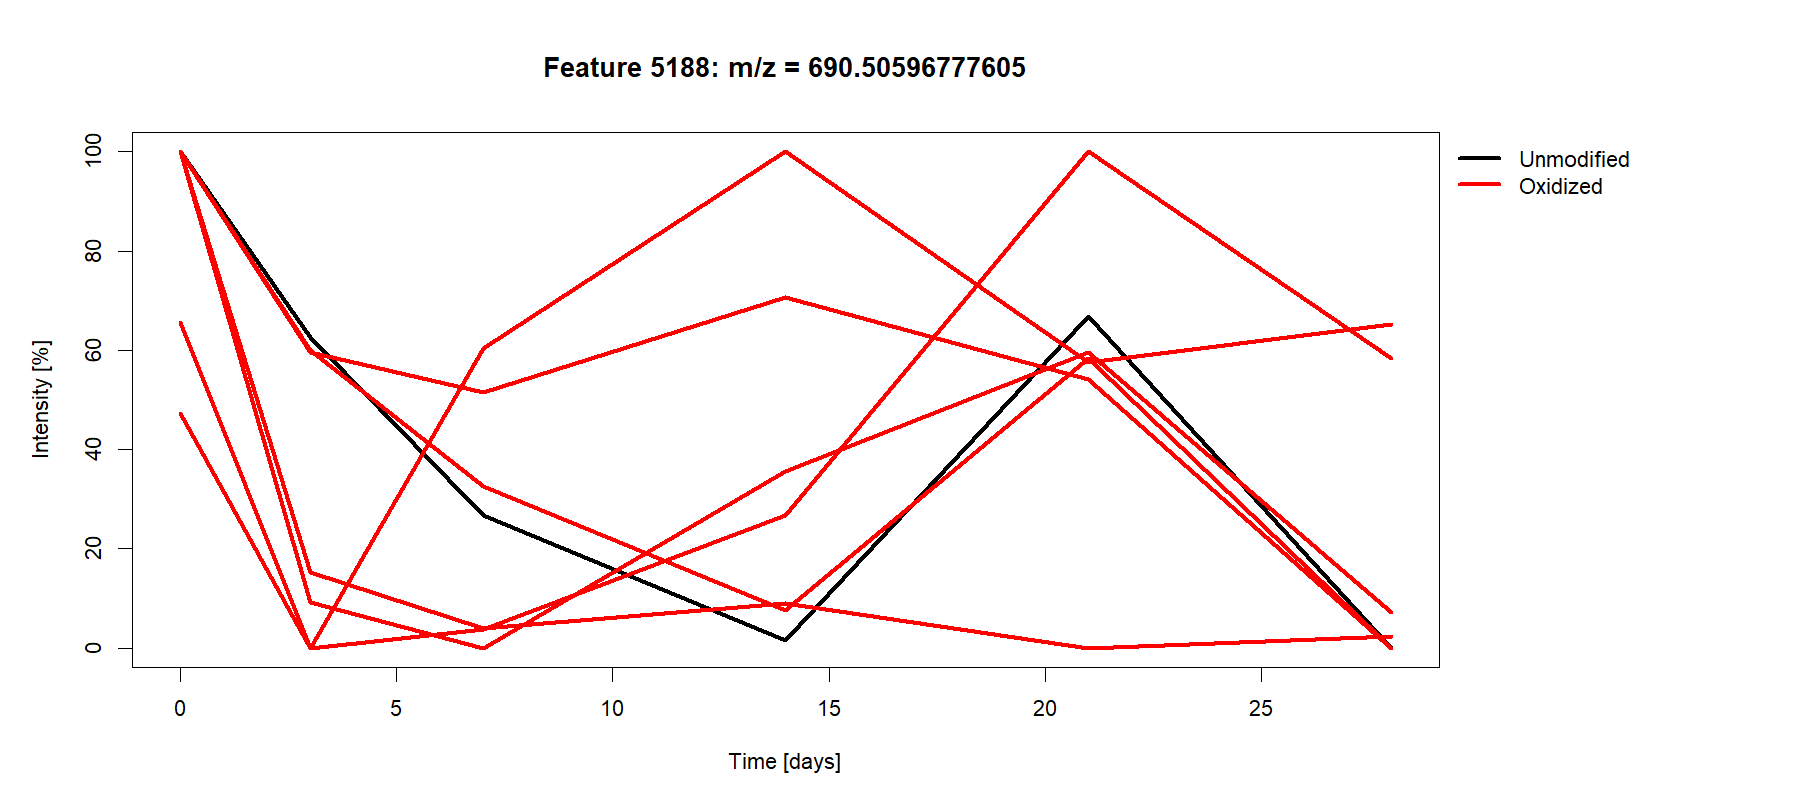 Feature 5188: m/z = 690.50596777605
Unmodified
Oxidized
Intensity [%]
100
80
60
40
20
0
0 5 10 15 20 25
Time [days]